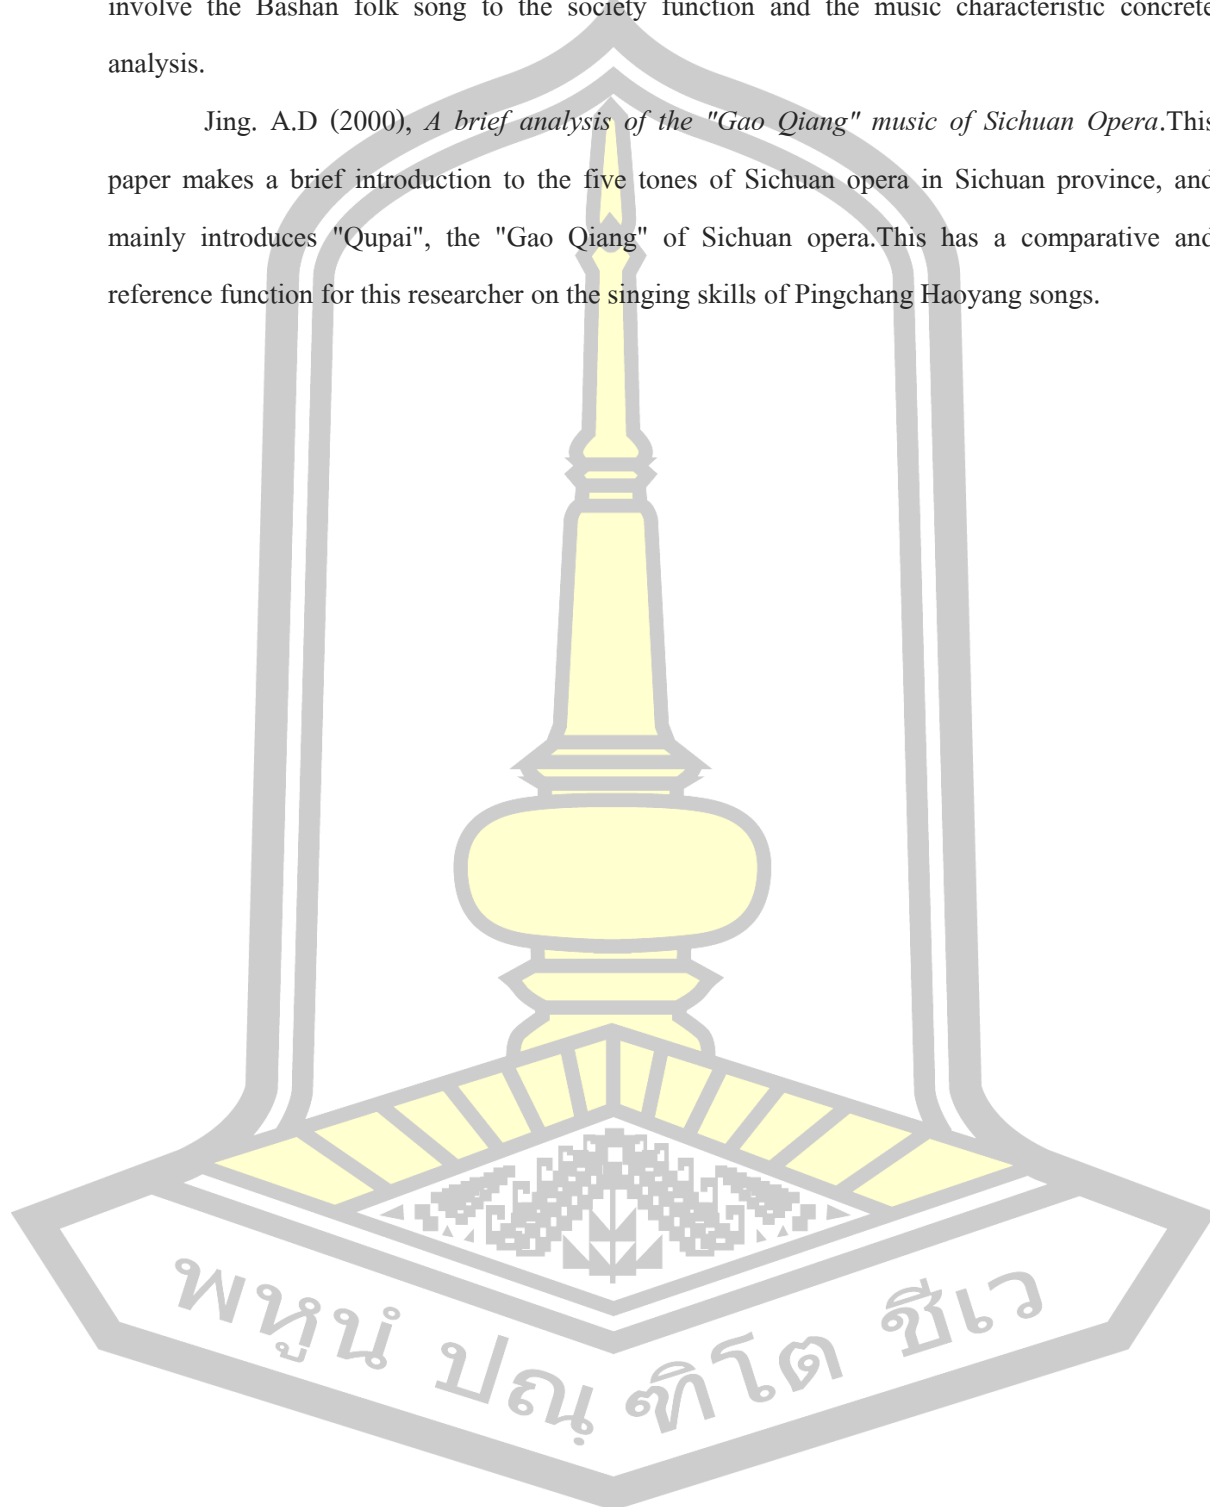 involve the Bashan folk song to the society function and the music characteristic concrete
analysis.
Jing. A.D (2000), A brief analysis of the "Gao Qiang" music of Sichuan Opera.This
paper makes a brief introduction to the five tones of Sichuan opera in Sichuan province, and
mainly introduces "Qupai", the "Gao Qiang" of Sichuan opera.This has a comparative and
reference function for this researcher on the singing skills of Pingchang Haoyang songs.
พหูนํ ปณฺฑิโต ชีเว